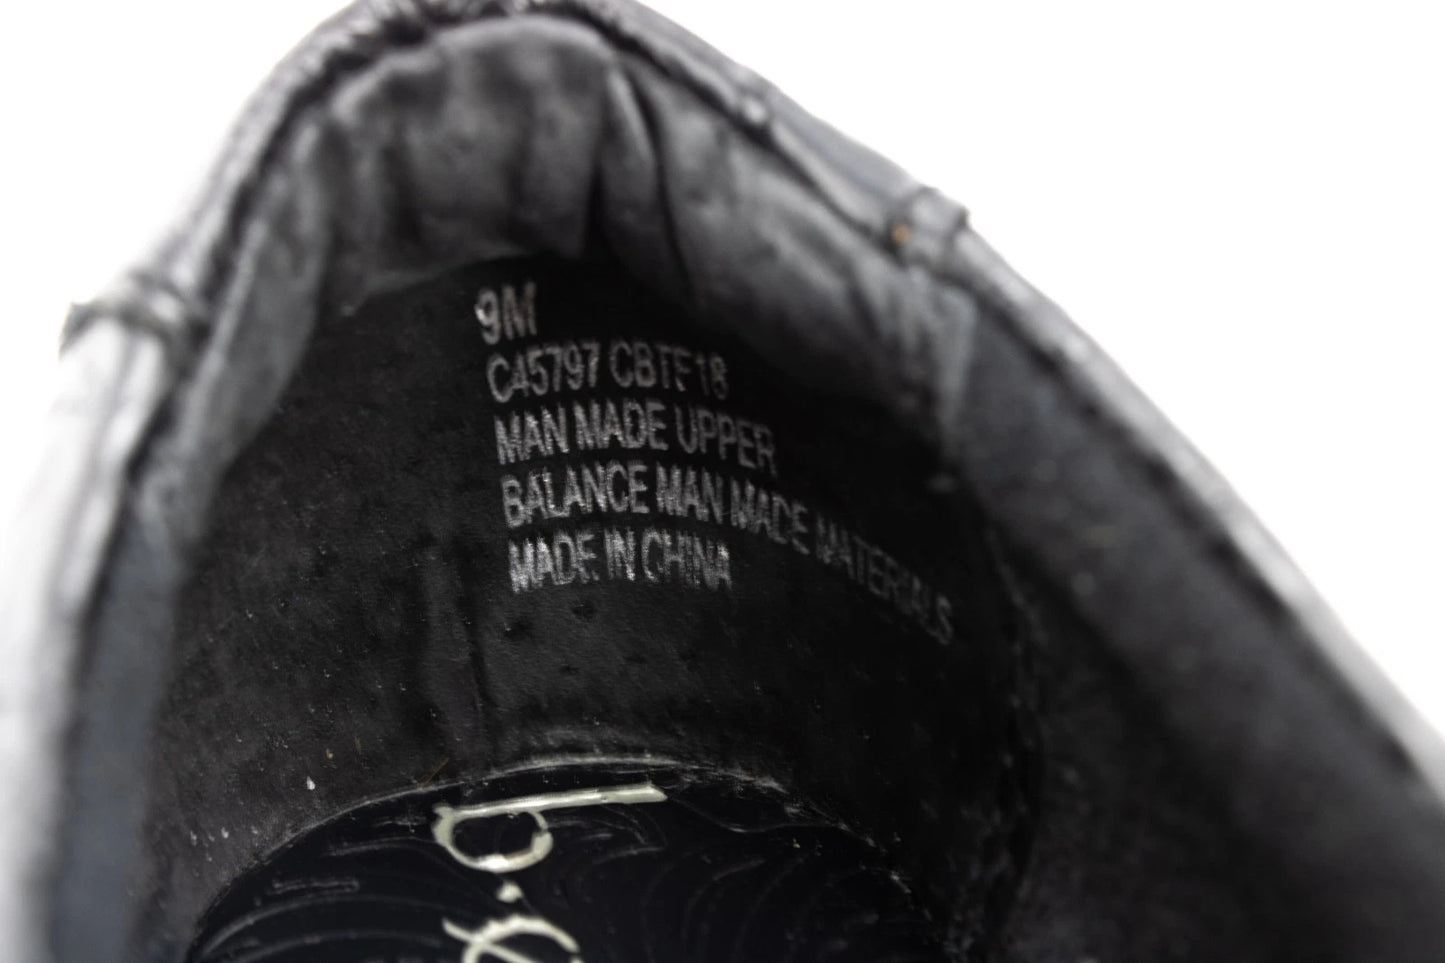 9M
C45797 CBTF18
MAN MADE UPPER
BALANCE MAN MADE MATERIALS
MADE IN CHINA